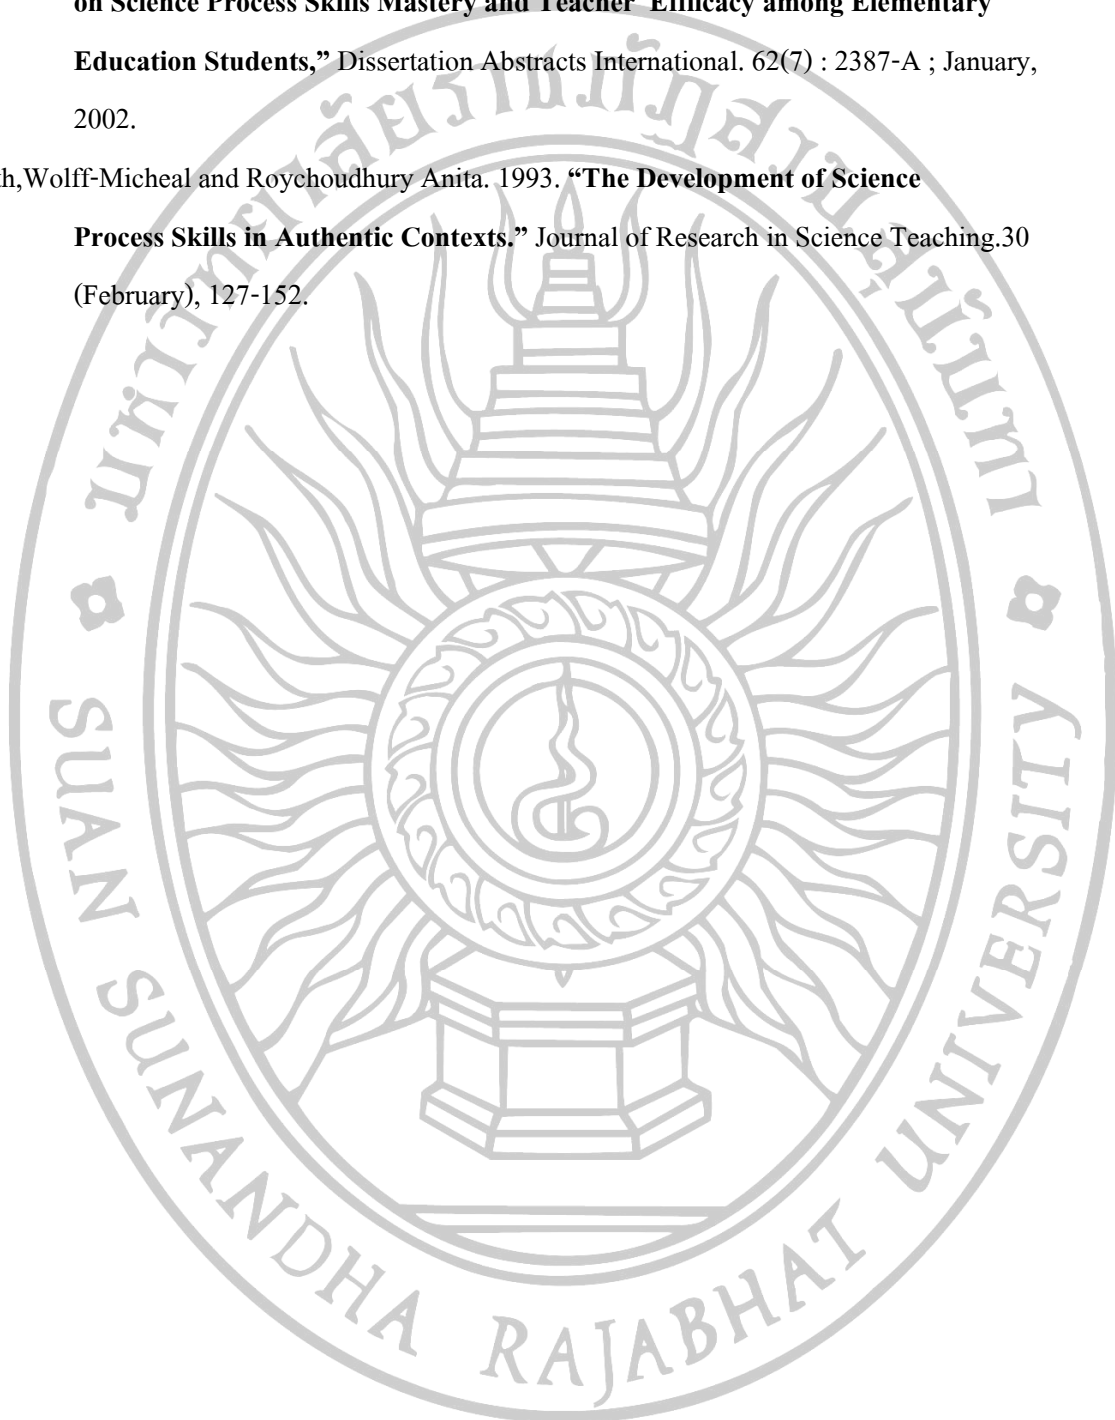 on Science Process Skills Mastery and Teacher Efficacy among Elementary
Education Students,” Dissertation Abstracts International. 62(7) : 2387-A ; January,
2002.
th,Wolff-Micheal and Roychoudhury Anita. 1993. “The Development of Science
Process Skills in Authentic Contexts.” Journal of Research in Science Teaching.30
(February), 127-152.
มหาวิทยาลัยราชภัฏสวนสุนันทา
SUAN SUNANDHA RAJABHAT UNIVERSITY